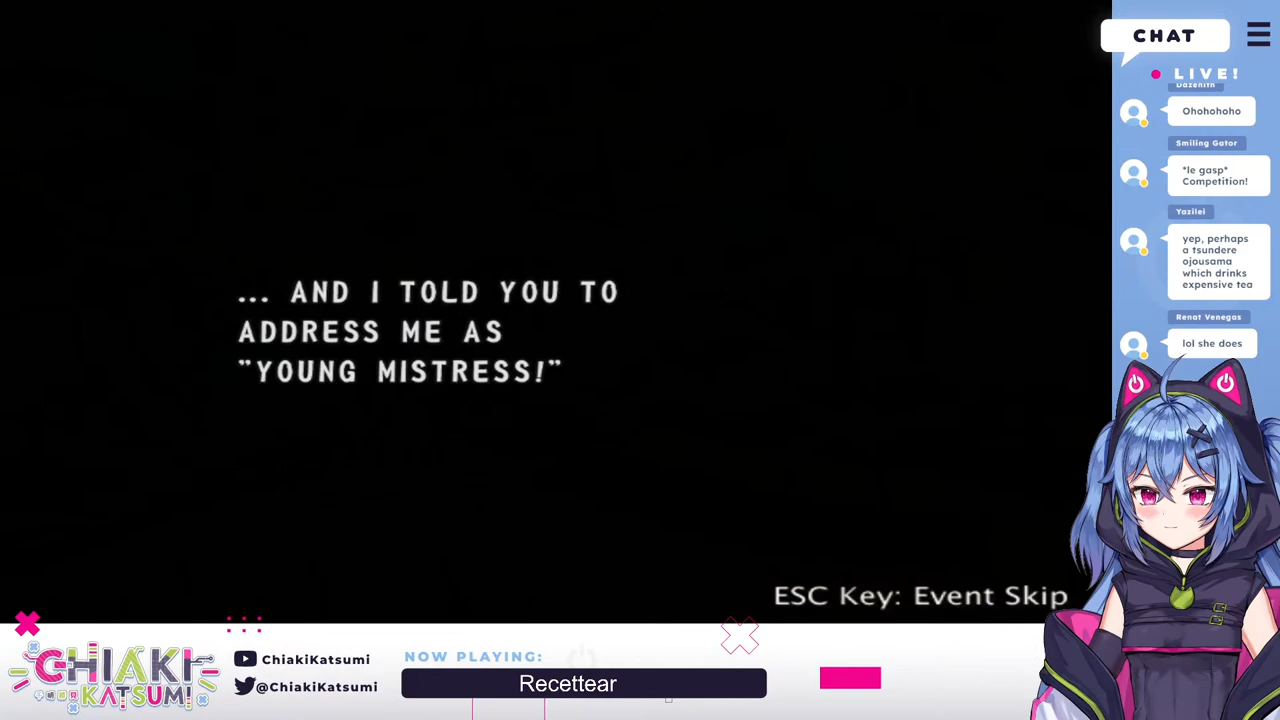 CHAT
LIVE!
Dazenith
Ohohohoho
Smiling Gator
*le gasp*
Competition!
Yazilei
yep, perhaps
a tsundere
ojousama
which drinks
expensive tea
Renat Venegas
lol she does
... AND I TOLD YOU TO
ADDRESS ME AS
"YOUNG MISTRESS!"
ESC Key: Event Skip
CHIAKI
KATSUMI
ChiakiKatsumi
@ChiakiKatsumi
NOW PLAYING:
Recettear